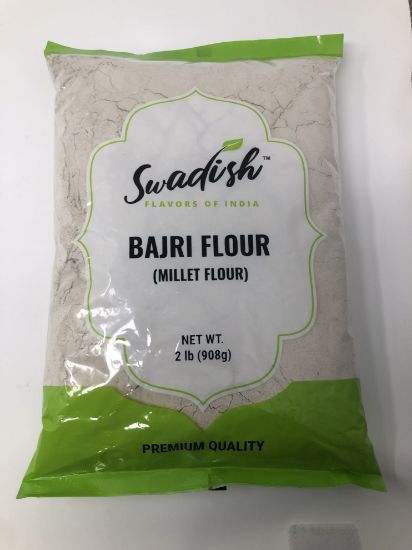 Swadish™
FLAVORS OF INDIA
BAJRI FLOUR
(MILLET FLOUR)
NET WT.
2 lb (908g)
PREMIUM QUALITY